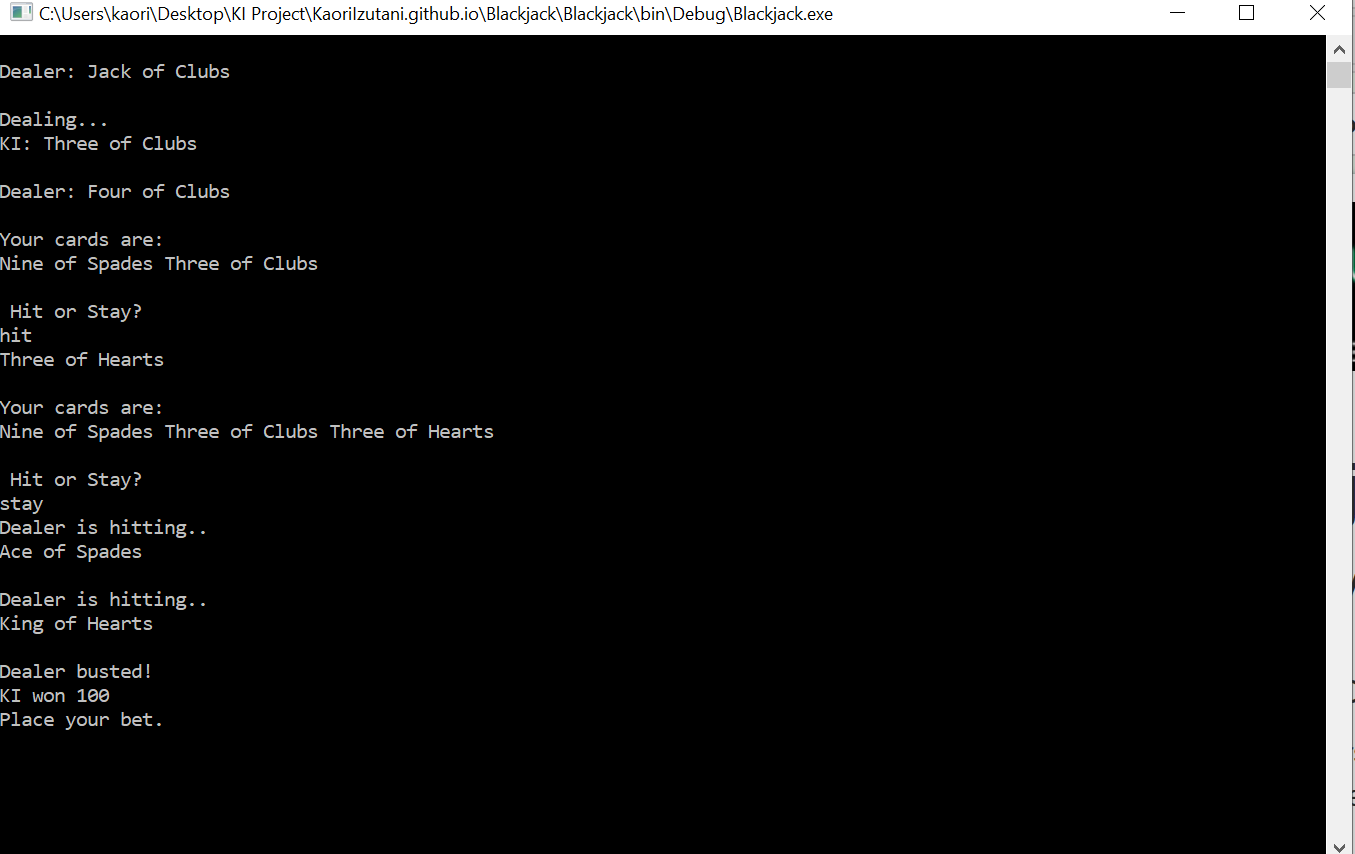 C:\Users\kaori\Desktop\KI Project\KaoriIzutani.github.io\Blackjack\Blackjack\bin\Debug\Blackjack.exe
Dealer: Jack of Clubs
Dealing...
KI: Three of Clubs
Dealer: Four of Clubs
Your cards are:
Nine of Spades Three of Clubs
Hit or Stay?
hit
Three of Hearts
Your cards are:
Nine of Spades Three of Clubs Three of Hearts
Hit or Stay?
stay
Dealer is hitting..
Ace of Spades
Dealer is hitting..
King of Hearts
Dealer busted!
KI won 100
Place your bet.